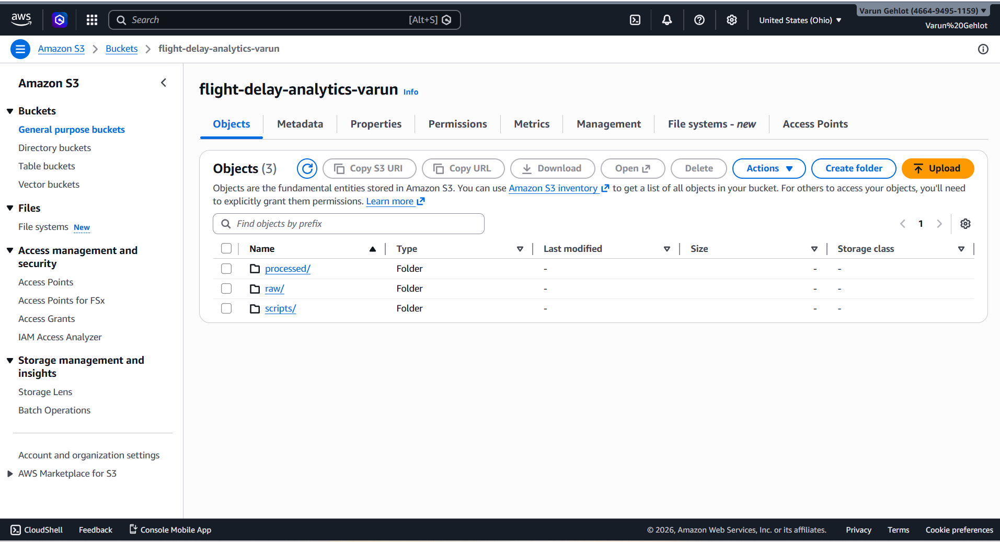 aws
Search
[Alt+S]
United States (Ohio)
Varun Gehlot (4664-9495-1159)
Varun%20Gehlot
Amazon S3
Buckets
flight-delay-analytics-varun
Amazon S3
Buckets
General purpose buckets
Directory buckets
Table buckets
Vector buckets
Files
File systems New
Access management and
security
Access Points
Access Points for FSx
Access Grants
IAM Access Analyzer
Storage management and
insights
Storage Lens
Batch Operations
Account and organization settings
AWS Marketplace for S3
flight-delay-analytics-varun Info
Objects
Metadata
Properties
Permissions
Metrics
Management
File systems - new
Access Points
Objects (3)
Copy S3 URI
Copy URL
Download
Open
Delete
Actions
Create folder
Upload
Objects are the fundamental entities stored in Amazon S3. You can use Amazon S3 inventory to get a list of all objects in your bucket. For others to access your objects, you'll need
to explicitly grant them permissions. Learn more
Find objects by prefix
1
Name Type Last modified Size Storage class
processed/ Folder - - -
raw/ Folder - - -
scripts/ Folder - - -
CloudShell
Feedback
Console Mobile App
© 2026, Amazon Web Services, Inc. or its affiliates.
Privacy
Terms
Cookie preferences